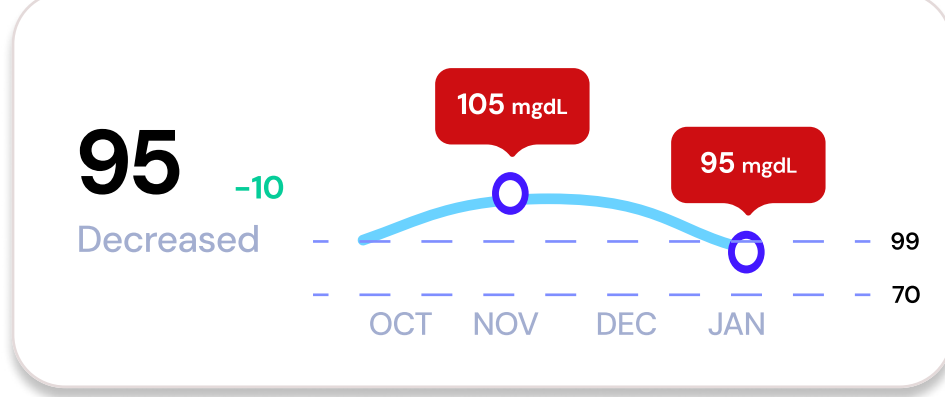 105 mgdL
95 mgdL
95
-10
Decreased
99
70
OCT NOV DEC JAN